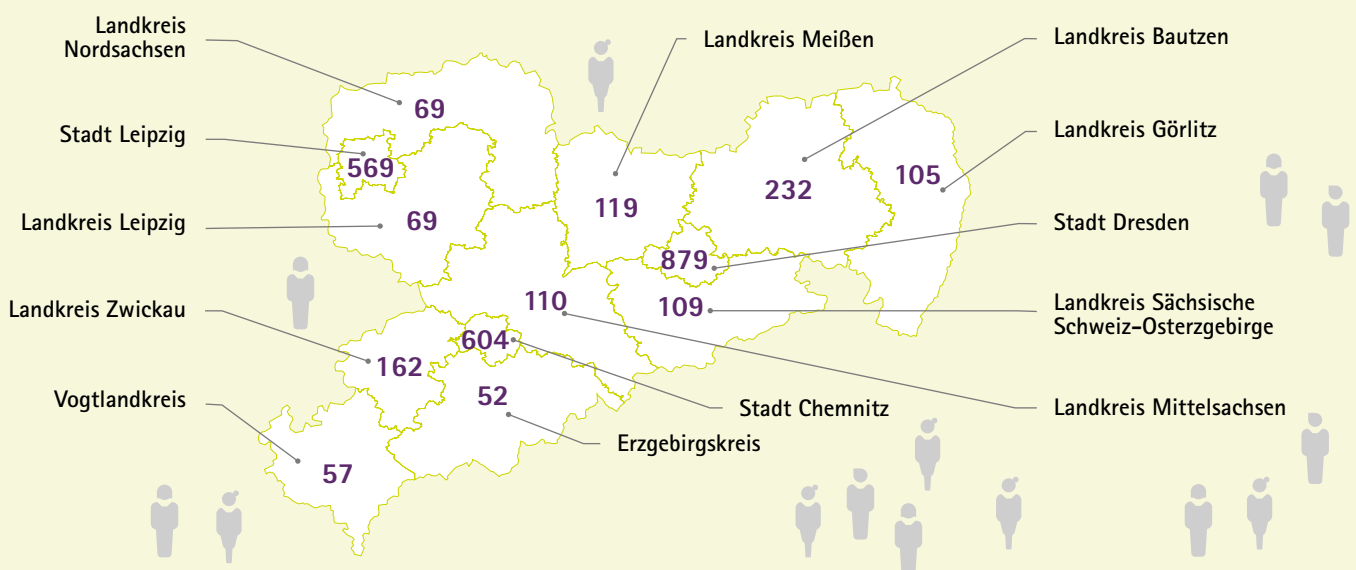 Landkreis
Nordsachsen
Landkreis Meißen
Landkreis Bautzen
69
Stadt Leipzig
Landkreis Görlitz
569
105
232
119
Landkreis Leipzig
69
Stadt Dresden
879
Landkreis Zwickau
110
109
Landkreis Sächsische
Schweiz-Osterzgebirge
604
162
Vogtlandkreis
52
Stadt Chemnitz
Landkreis Mittelsachsen
Erzgebirgskreis
57